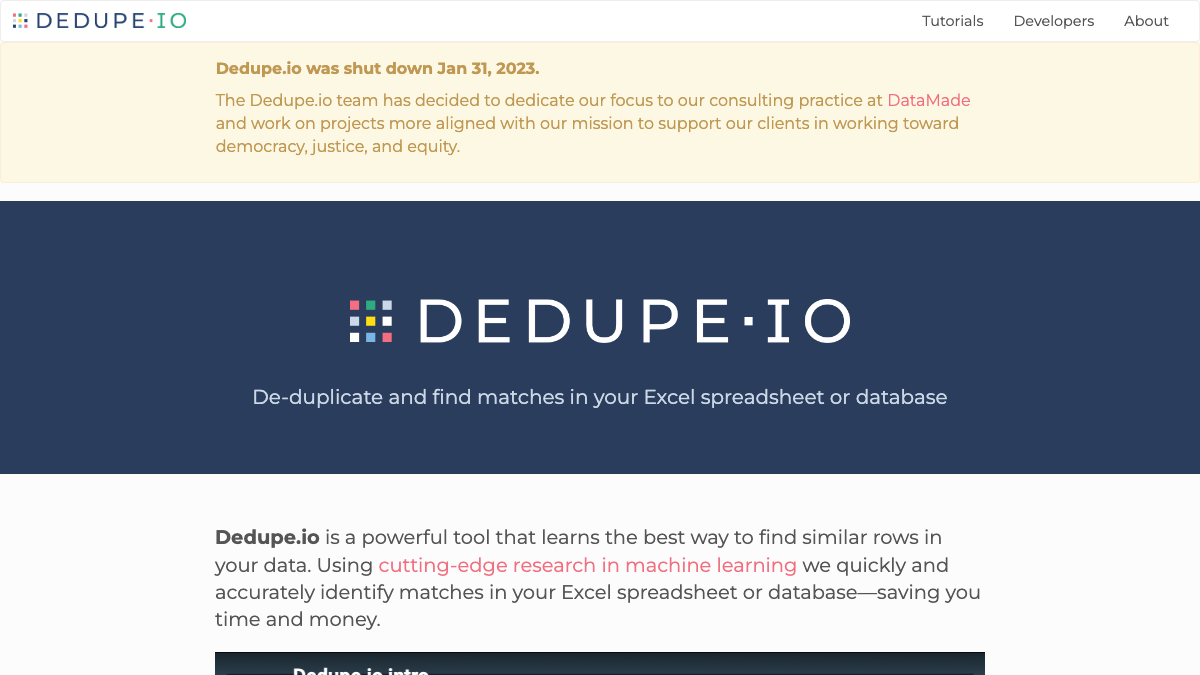 DEDUPE·IO
Tutorials Developers About
Dedupe.io was shut down Jan 31, 2023.
The Dedupe.io team has decided to dedicate our focus to our consulting practice at DataMade
and work on projects more aligned with our mission to support our clients in working toward
democracy, justice, and equity.
DEDUPE·IO
De-duplicate and find matches in your Excel spreadsheet or database
Dedupe.io is a powerful tool that learns the best way to find similar rows in
your data. Using cutting-edge research in machine learning we quickly and
accurately identify matches in your Excel spreadsheet or database—saving you
time and money.
Dedupe.io intro